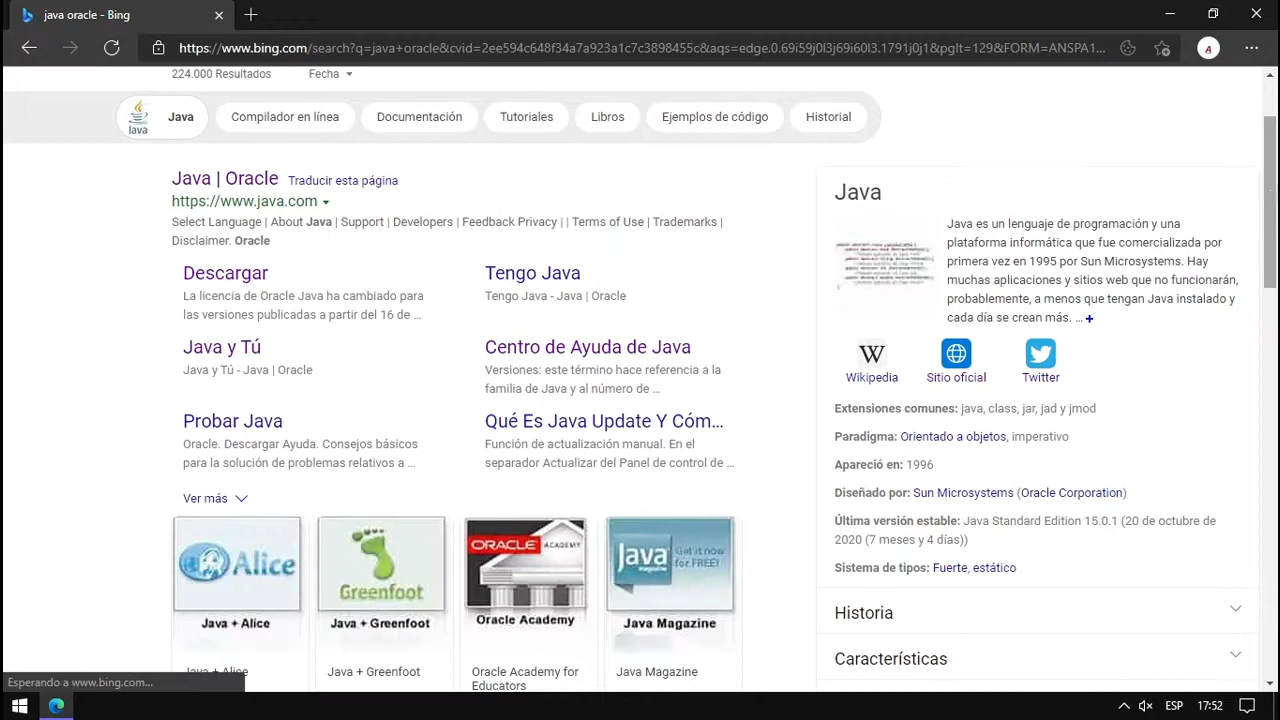 java oracle - Bing
https://www.bing.com/search?q=java+oracle&cvid=2ee594c648f34a7a923a1c7c3898455c&aqs=edge.0.69i59j0l3j69i60l3.1791j0j1&pglt=129&FORM=ANSPA1...
224.000 Resultados Fecha
Java
Java Compilador en línea Documentación Tutoriales Libros Ejemplos de código Historial
Java | Oracle Traducir esta página
https://www.java.com
Select Language | About Java | Support | Developers | Feedback Privacy | | Terms of Use | Trademarks |
Disclaimer. Oracle
Descargar
La licencia de Oracle Java ha cambiado para
las versiones publicadas a partir del 16 de ...
Tengo Java
Tengo Java - Java | Oracle
Java y Tú
Java y Tú - Java | Oracle
Centro de Ayuda de Java
Versiones: este término hace referencia a la
familia de Java y al número de ...
Probar Java
Oracle. Descargar Ayuda. Consejos básicos
para la solución de problemas relativos a ...
Qué Es Java Update Y Cóm...
Función de actualización manual. En el
separador Actualizar del Panel de control de ...
Ver más
Alice
Java + Alice
Java + Alice
Greenfoot
Java + Greenfoot
Java + Greenfoot
ORACLE ACADEMY
Oracle Academy
Oracle Academy for
Educators
Java magazine
Get it now
for FREE!
Java Magazine
Java Magazine
Java
Java es un lenguaje de programación y una
plataforma informática que fue comercializada por
primera vez en 1995 por Sun Microsystems. Hay
muchas aplicaciones y sitios web que no funcionarán,
probablemente, a menos que tengan Java instalado y
cada día se crean más. ... +
W
Wikipedia Sitio oficial Twitter
Extensiones comunes: java, class, jar, jad y jmod
Paradigma: Orientado a objetos, imperativo
Apareció en: 1996
Diseñado por: Sun Microsystems (Oracle Corporation)
Última versión estable: Java Standard Edition 15.0.1 (20 de octubre de
2020 (7 meses y 4 días))
Sistema de tipos: Fuerte, estático
Historia
Características
Esperando a www.bing.com...
ESP 17:52